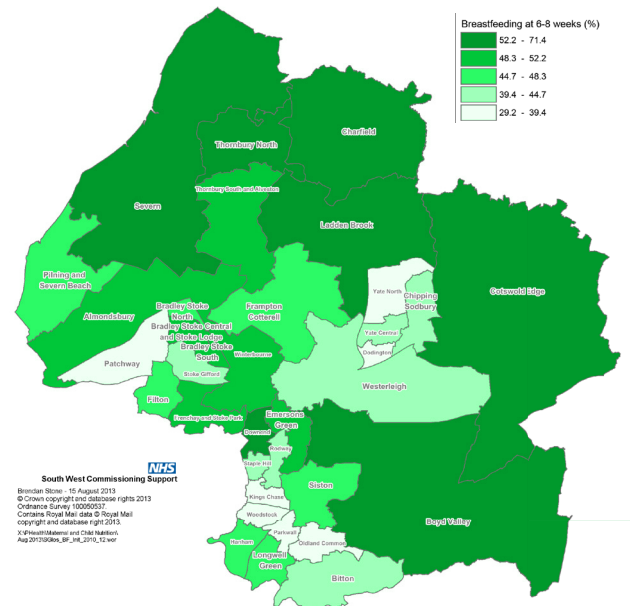 Breastfeeding at 6-8 weeks (%)
52.2 - 71.4
48.3 - 52.2
44.7 - 48.3
39.4 - 44.7
29.2 - 39.4
Charfield
Thornbury North
Thornbury South and Alveston
Severn
Ladden Brook
Pilning and
Severn Beach
Cotswold Edge
Yate North
Chipping
Sodbury
Almondsbury
Bradley Stoke
North
Frampton
Cotterell
Bradley Stoke Central
and Stoke Lodge
Yate Central
Bradley Stoke
South
Winterbourne
Dodington
Patchway
Stoke Gifford
Westerleigh
Filton
Frenchay and Stoke Park
Emersons
Green
Downend
Rodway
Staple Hill
Siston
Kings Chase
Woodstock
Boyd Valley
Parkwall
Hanham
Oldland Common
Longwell
Green
Bitton
NHS
South West Commissioning Support
Brendan Stone - 15 August 2013
© Crown copyright and database rights 2013
Ordnance Survey 100050537.
Contains Royal Mail data © Royal Mail
copyright and database right 2013.